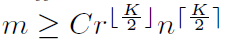 m ≥ Cr^{⌊K/2⌋} n^{⌈K/2⌉}